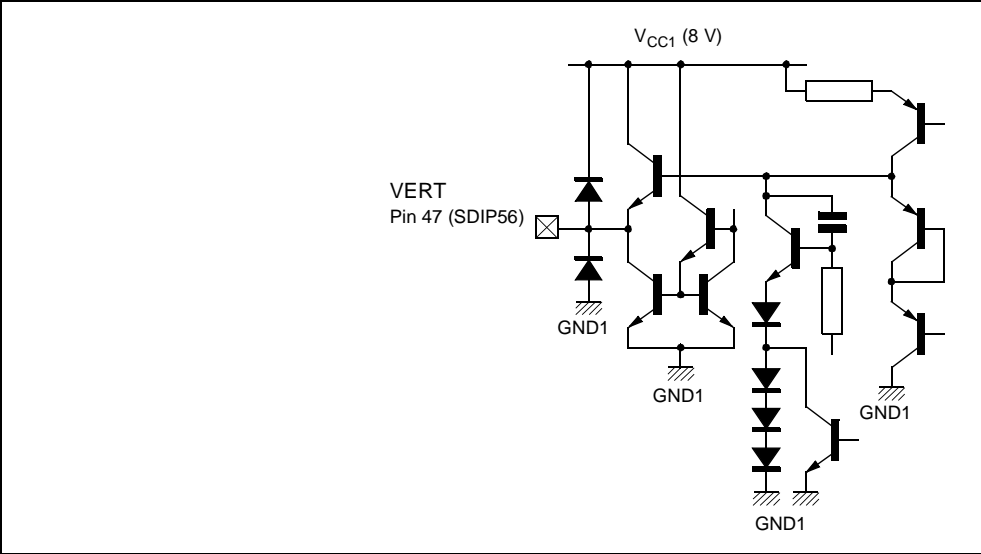 V_CC1 (8 V)
VERT
Pin 47 (SDIP56)
GND1
GND1
GND1
GND1